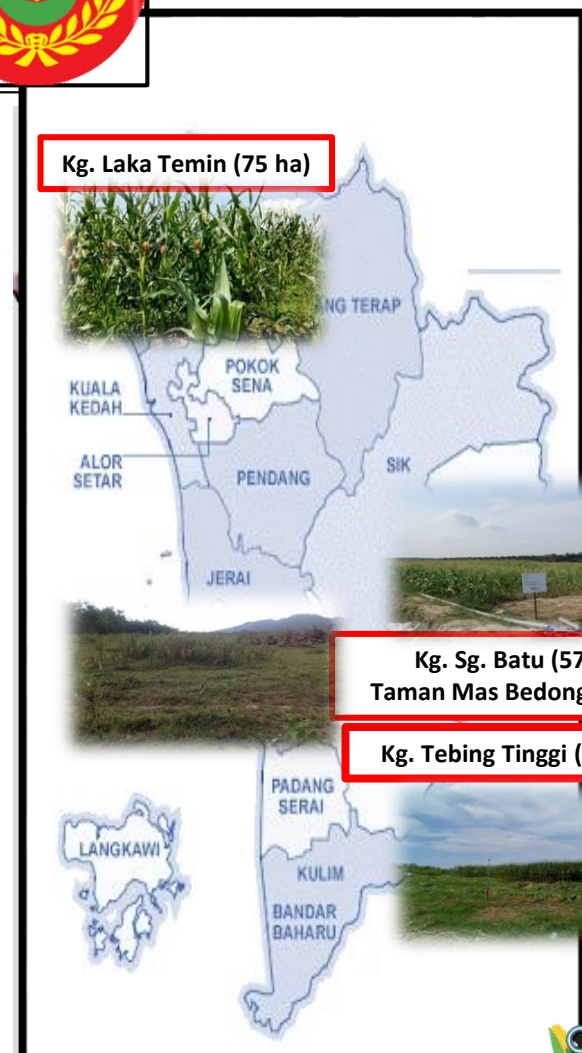 Kg. Laka Temin (75 ha)
NG TERAP
POKOK
SENA
KUALA
KEDAH
ALOR
SETAR
PENDANG
SIK
JERAI
Kg. Sg. Batu (57
Taman Mas Bedong
Kg. Tebing Tinggi (
PADANG
SERAI
LANGKAWI
KULIM
BANDAR
BAHARU